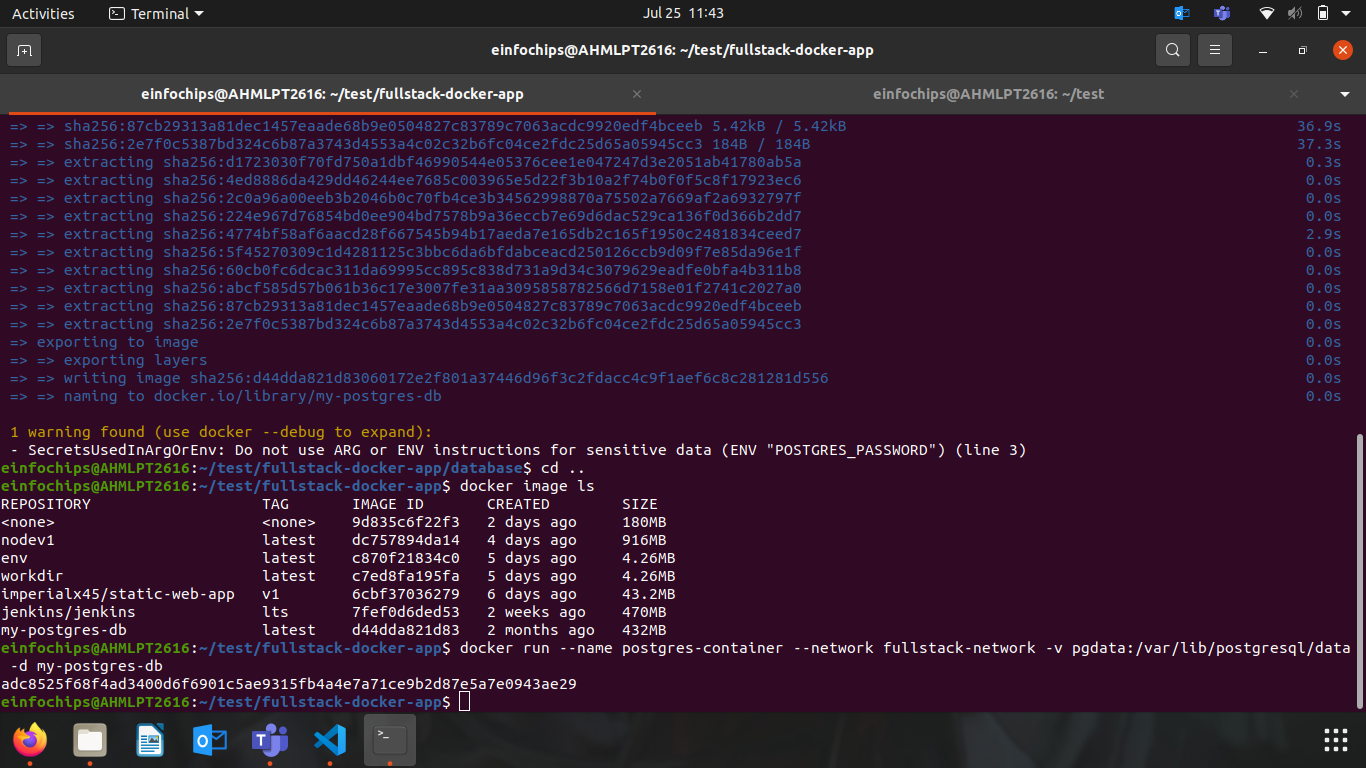 Activities
Terminal
Jul 25 11:43
einfochips@AHMLPT2616: ~/test/fullstack-docker-app
einfochips@AHMLPT2616: ~/test/fullstack-docker-app
einfochips@AHMLPT2616: ~/test
=> => sha256:87cb29313a81dec1457eaade68b9e0504827c83789c7063acdc9920edf4bceeb 5.42kB / 5.42kB 36.9s
=> => sha256:2e7f0c5387bd324c6b87a3743d4553a4c02c32b6fc04ce2fdc25d65a05945cc3 184B / 184B 37.3s
=> => extracting sha256:d1723030f70fd750a1dbf46990544e05376cee1e047247d3e2051ab41780ab5a 0.3s
=> => extracting sha256:4ed8886da429dd46244ee7685c003965e5d22f3b10a2f74b0f0f5c8f17923ec6 0.0s
=> => extracting sha256:2c0a96a00eeb3b2046b0c70fb4ce3b34562998870a75502a7669af2a6932797f 0.0s
=> => extracting sha256:224e967d76854bd0ee904bd7578b9a36eccb7e69d6dac529ca136f0d366b2dd7 0.0s
=> => extracting sha256:4774bf58af6aacd28f667545b94b17aeda7e165db2c165f1950c2481834ceed7 2.9s
=> => extracting sha256:5f45270309c1d4281125c3bbc6da6bfdabceacd250126ccb9d09f7e85da96e1f 0.0s
=> => extracting sha256:60cb0fc6dcac311da69995cc895c838d731a9d34c3079629eadfe0bfa4b311b8 0.0s
=> => extracting sha256:abcf585d57b061b36c17e3007fe31aa3095858782566d7158e01f2741c2027a0 0.0s
=> => extracting sha256:87cb29313a81dec1457eaade68b9e0504827c83789c7063acdc9920edf4bceeb 0.0s
=> => extracting sha256:2e7f0c5387bd324c6b87a3743d4553a4c02c32b6fc04ce2fdc25d65a05945cc3 0.0s
=> exporting to image 0.0s
=> => exporting layers 0.0s
=> => writing image sha256:d44dda821d83060172e2f801a37446d96f3c2fdacc4c9f1aef6c8c281281d556 0.0s
=> => naming to docker.io/library/my-postgres-db 0.0s
1 warning found (use docker --debug to expand):
- SecretsUsedInArgOrEnv: Do not use ARG or ENV instructions for sensitive data (ENV "POSTGRES_PASSWORD") (line 3)
einfochips@AHMLPT2616:~/test/fullstack-docker-app/database$ cd ..
einfochips@AHMLPT2616:~/test/fullstack-docker-app$ docker image ls
REPOSITORY TAG IMAGE ID CREATED SIZE
<none> <none> 9d835c6f22f3 2 days ago 180MB
nodev1 latest dc757894da14 4 days ago 916MB
env latest c870f21834c0 5 days ago 4.26MB
workdir latest c7ed8fa195fa 5 days ago 4.26MB
imperialx45/static-web-app v1 6cbf37036279 6 days ago 43.2MB
jenkins/jenkins lts 7fef0d6ded53 2 weeks ago 470MB
my-postgres-db latest d44dda821d83 2 months ago 432MB
einfochips@AHMLPT2616:~/test/fullstack-docker-app$ docker run --name postgres-container --network fullstack-network -v pgdata:/var/lib/postgresql/data
-d my-postgres-db
adc8525f68f4ad3400d6f6901c5ae9315fb4a4e7a71ce9b2d87e5a7e0943ae29
einfochips@AHMLPT2616:~/test/fullstack-docker-app$